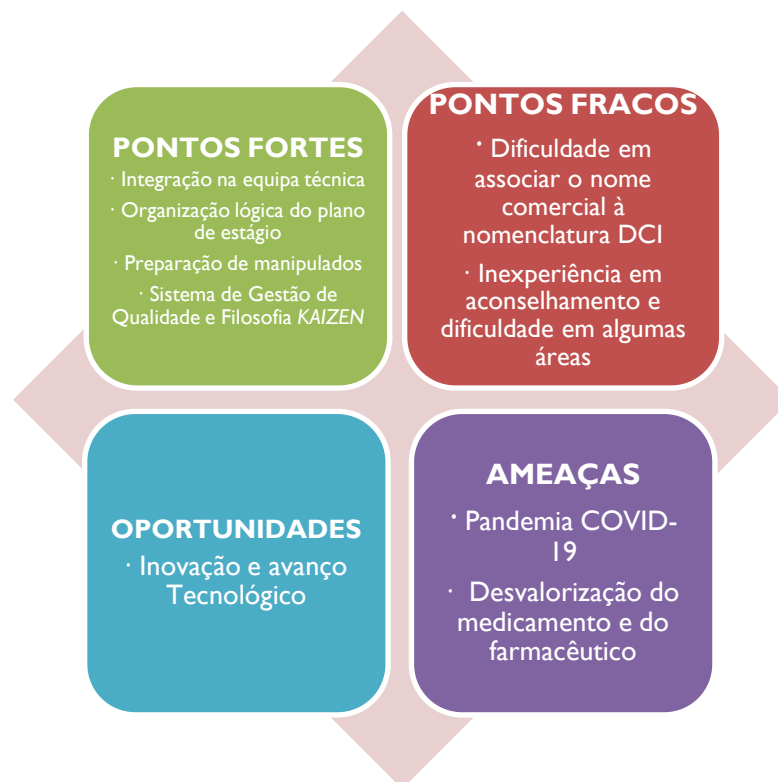 PONTOS FORTES
· Integração na equipa técnica
· Organização lógica do plano
de estágio
· Preparação de manipulados
· Sistema de Gestão de
Qualidade e Filosofia KAIZEN
PONTOS FRACOS
· Dificuldade em
associar o nome
comercial à
nomenclatura DCI
· Inexperiência em
aconselhamento e
dificuldade em algumas
áreas
OPORTUNIDADES
· Inovação e avanço
Tecnológico
AMEAÇAS
· Pandemia COVID-
19
· Desvalorização do
medicamento e do
farmacêutico